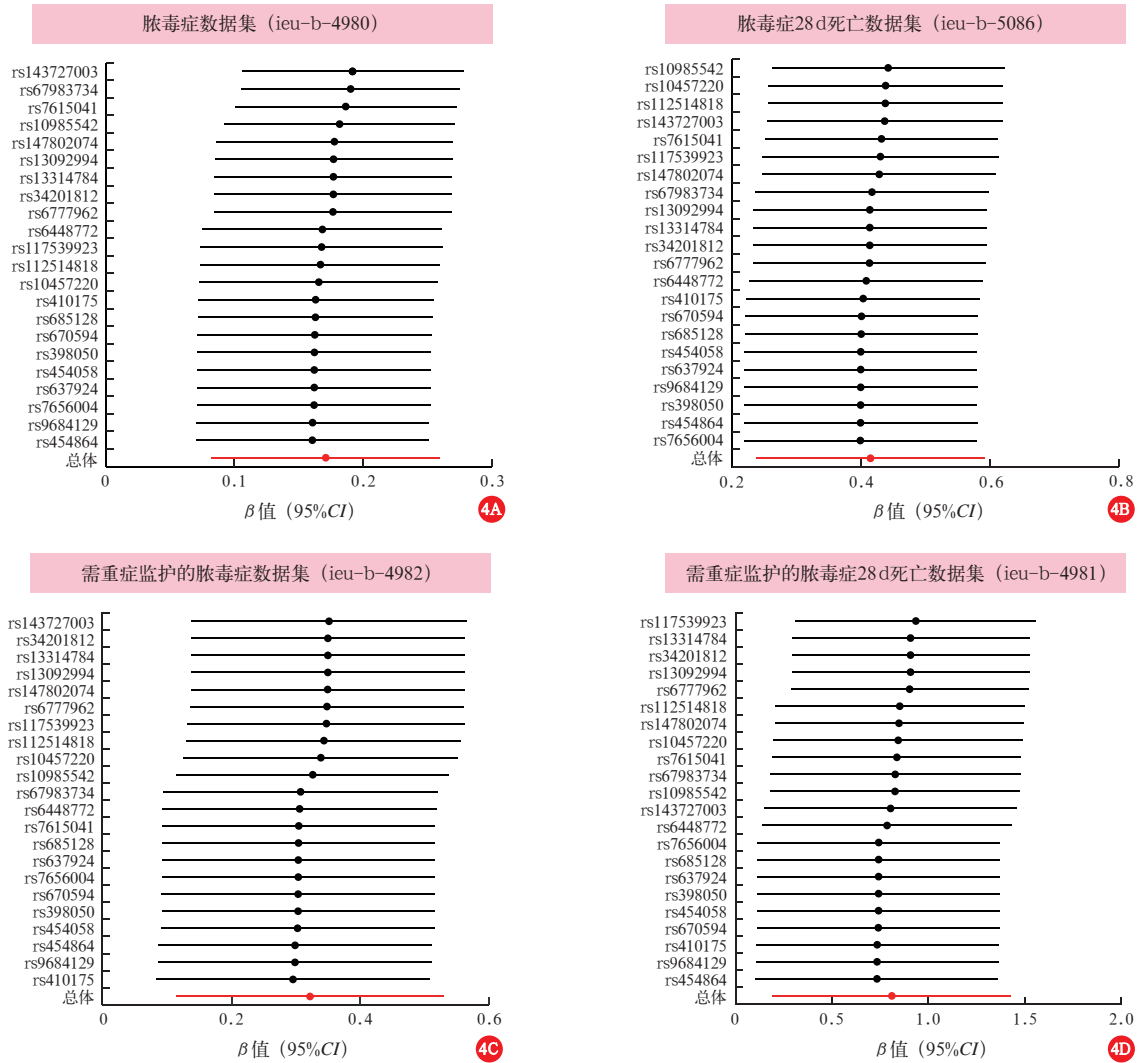 脓毒症数据集（ieu-b-4980）
rs143727003
rs67983734
rs7615041
rs10985542
rs147802074
rs13092994
rs13314784
rs34201812
rs6777962
rs6448772
rs117539923
rs112514818
rs10457220
rs410175
rs685128
rs670594
rs398050
rs454058
rs637924
rs7656004
rs9684129
rs454864
总体
0 0.1 0.2 0.3
β值（95%CI）
4A
脓毒症28d死亡数据集（ieu-b-5086）
rs10985542
rs10457220
rs112514818
rs143727003
rs7615041
rs117539923
rs147802074
rs67983734
rs13092994
rs13314784
rs34201812
rs6777962
rs6448772
rs410175
rs670594
rs685128
rs454058
rs637924
rs9684129
rs398050
rs454864
rs7656004
总体
0.2 0.4 0.6 0.8
β值（95%CI）
4B
需重症监护的脓毒症数据集（ieu-b-4982）
rs143727003
rs34201812
rs13314784
rs13092994
rs147802074
rs6777962
rs117539923
rs112514818
rs10457220
rs10985542
rs67983734
rs6448772
rs7615041
rs685128
rs637924
rs7656004
rs670594
rs398050
rs454058
rs454864
rs9684129
rs410175
总体
0 0.2 0.4 0.6
β值（95%CI）
4C
需重症监护的脓毒症28d死亡数据集（ieu-b-4981）
rs117539923
rs13314784
rs34201812
rs13092994
rs6777962
rs112514818
rs147802074
rs10457220
rs7615041
rs67983734
rs10985542
rs143727003
rs6448772
rs7656004
rs685128
rs637924
rs398050
rs454058
rs670594
rs410175
rs9684129
rs454864
总体
0 0.5 1.0 1.5 2.0
β值（95%CI）
4D